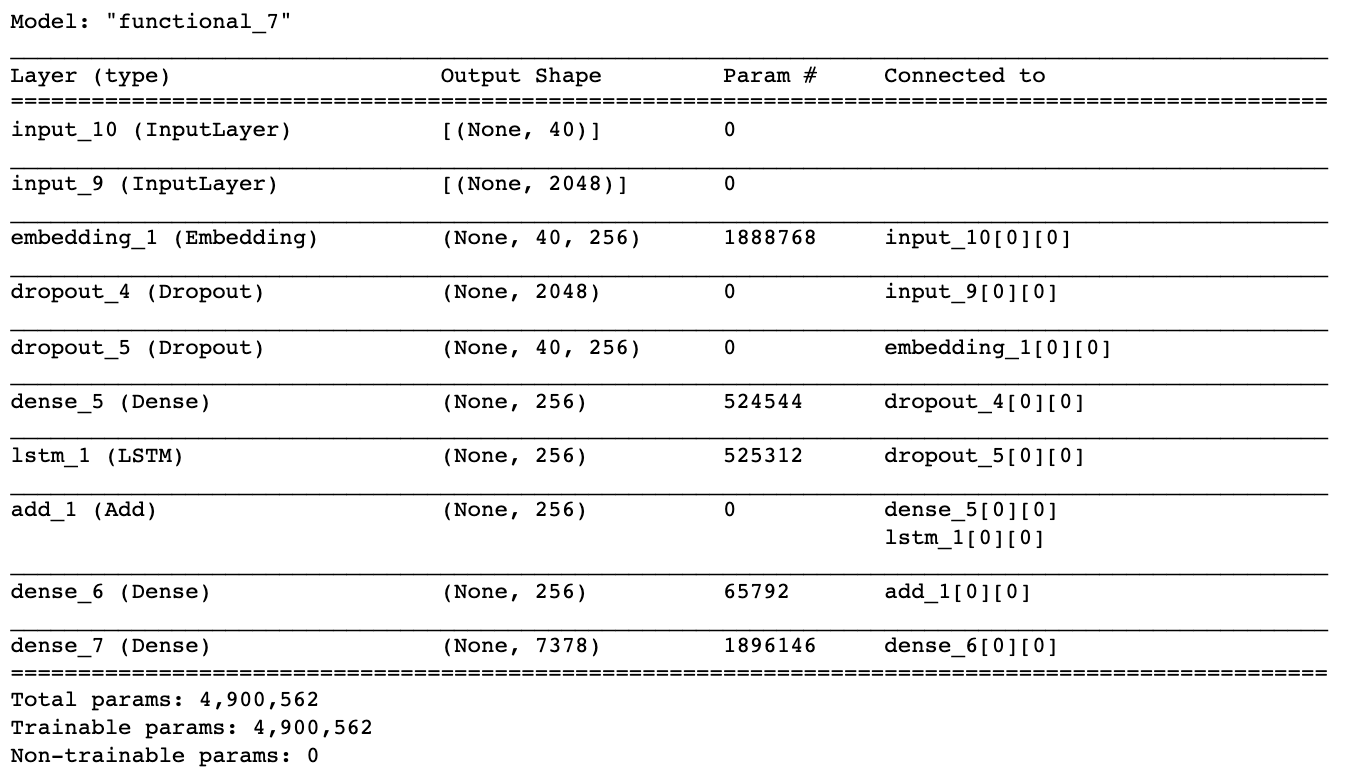 Model: "functional_7"
Layer (type) Output Shape Param # Connected to
input_10 (InputLayer) [(None, 40)] 0
input_9 (InputLayer) [(None, 2048)] 0
embedding_1 (Embedding) (None, 40, 256) 1888768 input_10[0][0]
dropout_4 (Dropout) (None, 2048) 0 input_9[0][0]
dropout_5 (Dropout) (None, 40, 256) 0 embedding_1[0][0]
dense_5 (Dense) (None, 256) 524544 dropout_4[0][0]
lstm_1 (LSTM) (None, 256) 525312 dropout_5[0][0]
add_1 (Add) (None, 256) 0 dense_5[0][0]
lstm_1[0][0]
dense_6 (Dense) (None, 256) 65792 add_1[0][0]
dense_7 (Dense) (None, 7378) 1896146 dense_6[0][0]
Total params: 4,900,562
Trainable params: 4,900,562
Non-trainable params: 0